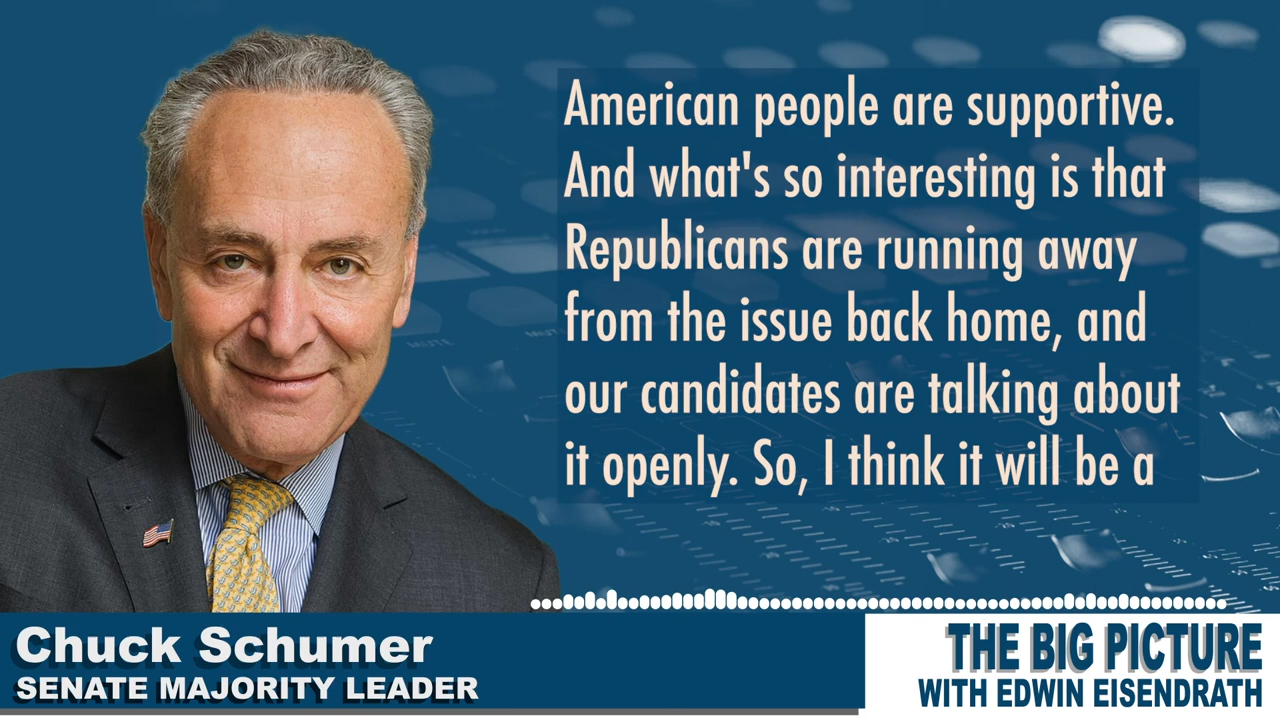 American people are supportive.
And what's so interesting is that
Republicans are running away
from the issue back home, and
our candidates are talking about
it openly. So, I think it will be a
Chuck Schumer
SENATE MAJORITY LEADER
THE BIG PICTURE
WITH EDWIN EISENDRATH